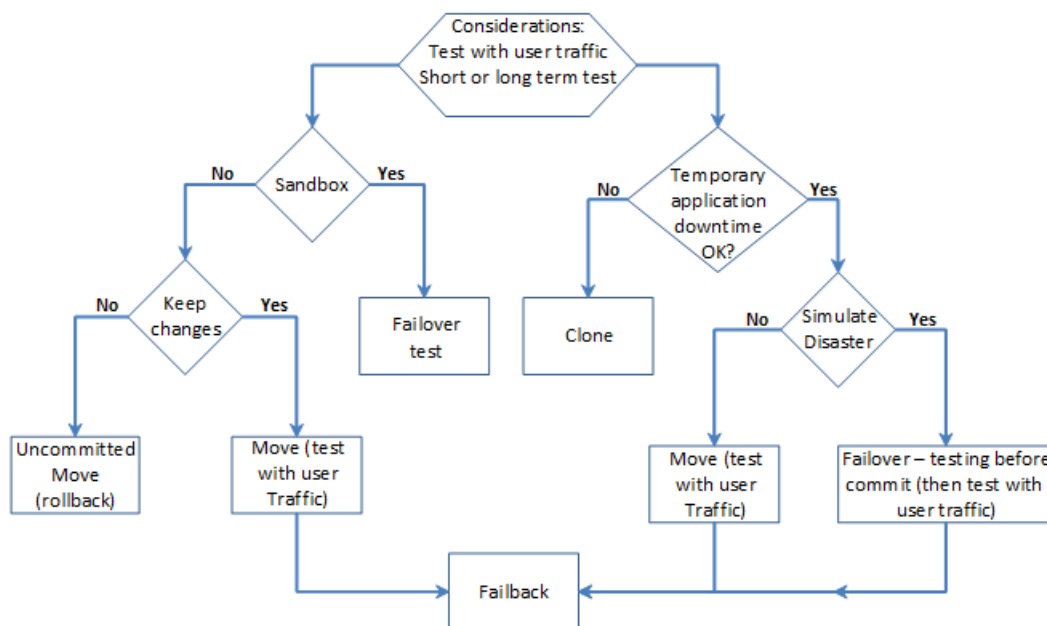 Considerations:
Test with user traffic
Short or long term test
No
Sandbox
Yes
No
Temporary
application
downtime
OK?
Yes
No
Keep
changes
Yes
Failover
test
Clone
No
Simulate
Disaster
Yes
Uncommitted
Move
(rollback)
Move (test
with user
Traffic)
Move (test
with user
Traffic)
Failover – testing before
commit (then test with
user traffic)
Failback